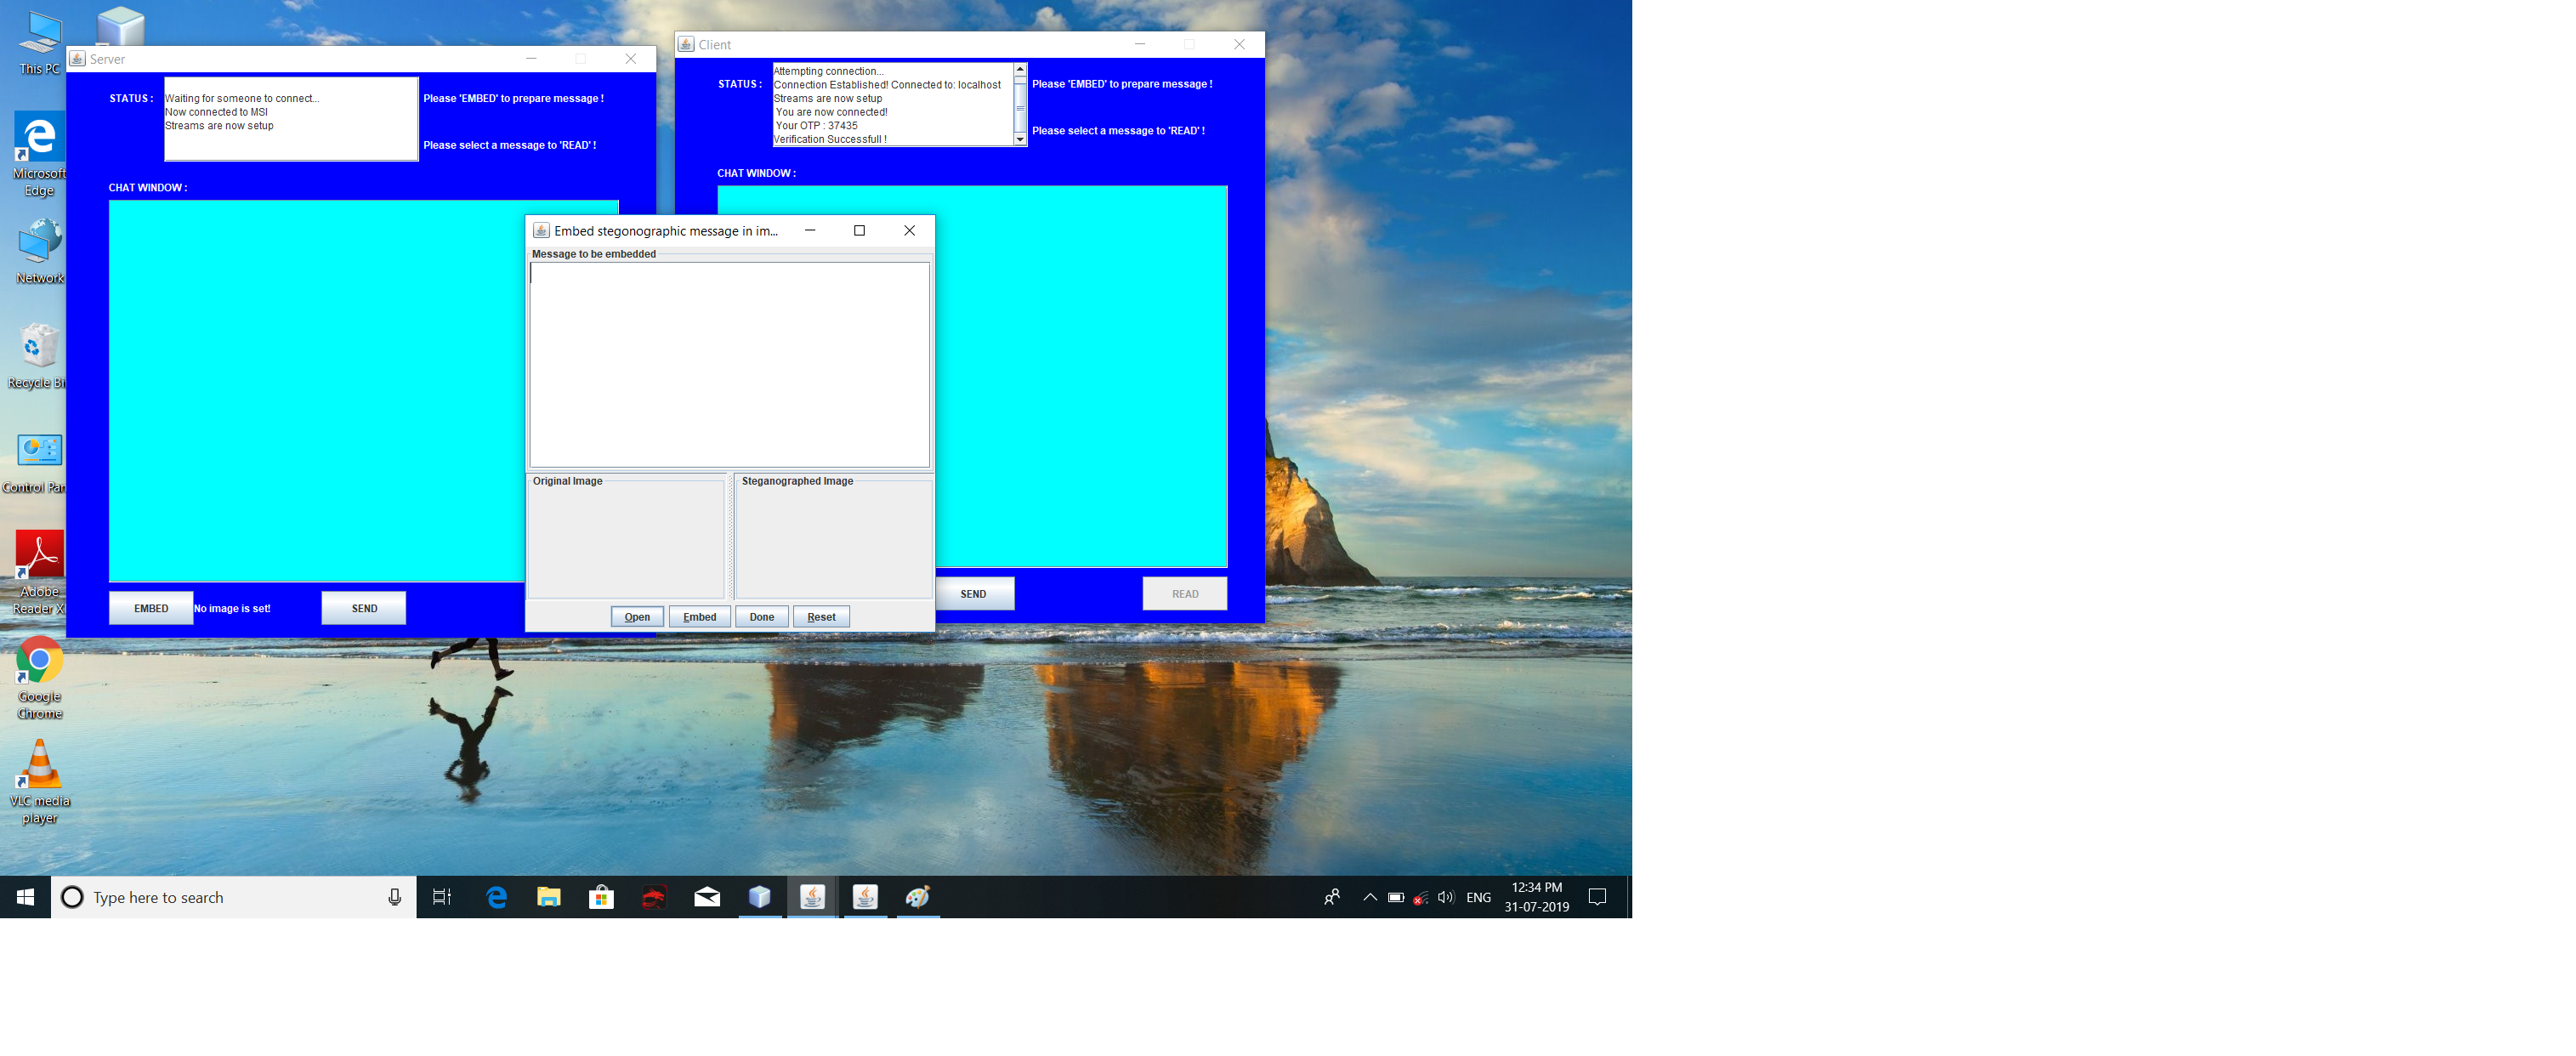 This PC
Microsoft
Edge
Network
Recycle Bi
Control Pan
Adobe
Reader X
Google
Chrome
VLC media
player
Server
STATUS :
Waiting for someone to connect...
Now connected to MSI
Streams are now setup
Please 'EMBED' to prepare message !
Please select a message to 'READ' !
CHAT WINDOW :
EMBED
No image is set!
SEND
Client
STATUS :
Attempting connection...
Connection Established! Connected to: localhost
Streams are now setup
You are now connected!
Your OTP : 37435
Verification Successfull !
Please 'EMBED' to prepare message !
Please select a message to 'READ' !
CHAT WINDOW :
SEND
READ
Embed stegonographic message in im...
Message to be embedded
Original Image
Steganographed Image
Open
Embed
Done
Reset
Type here to search
ENG
12:34 PM
31-07-2019